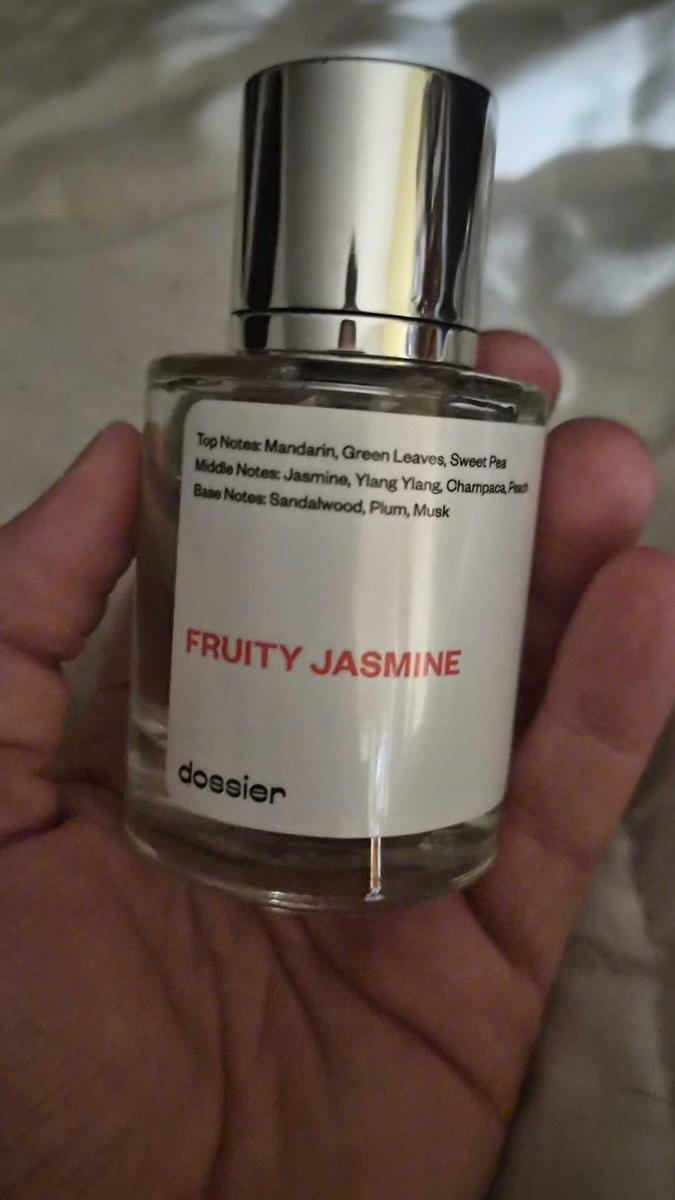 Top Notes: Mandarin, Green Leaves, Sweet Pea
Middle Notes: Jasmine, Ylang Ylang, Champaca, Peach
Base Notes: Sandalwood, Plum, Musk
FRUITY JASMINE
dossier